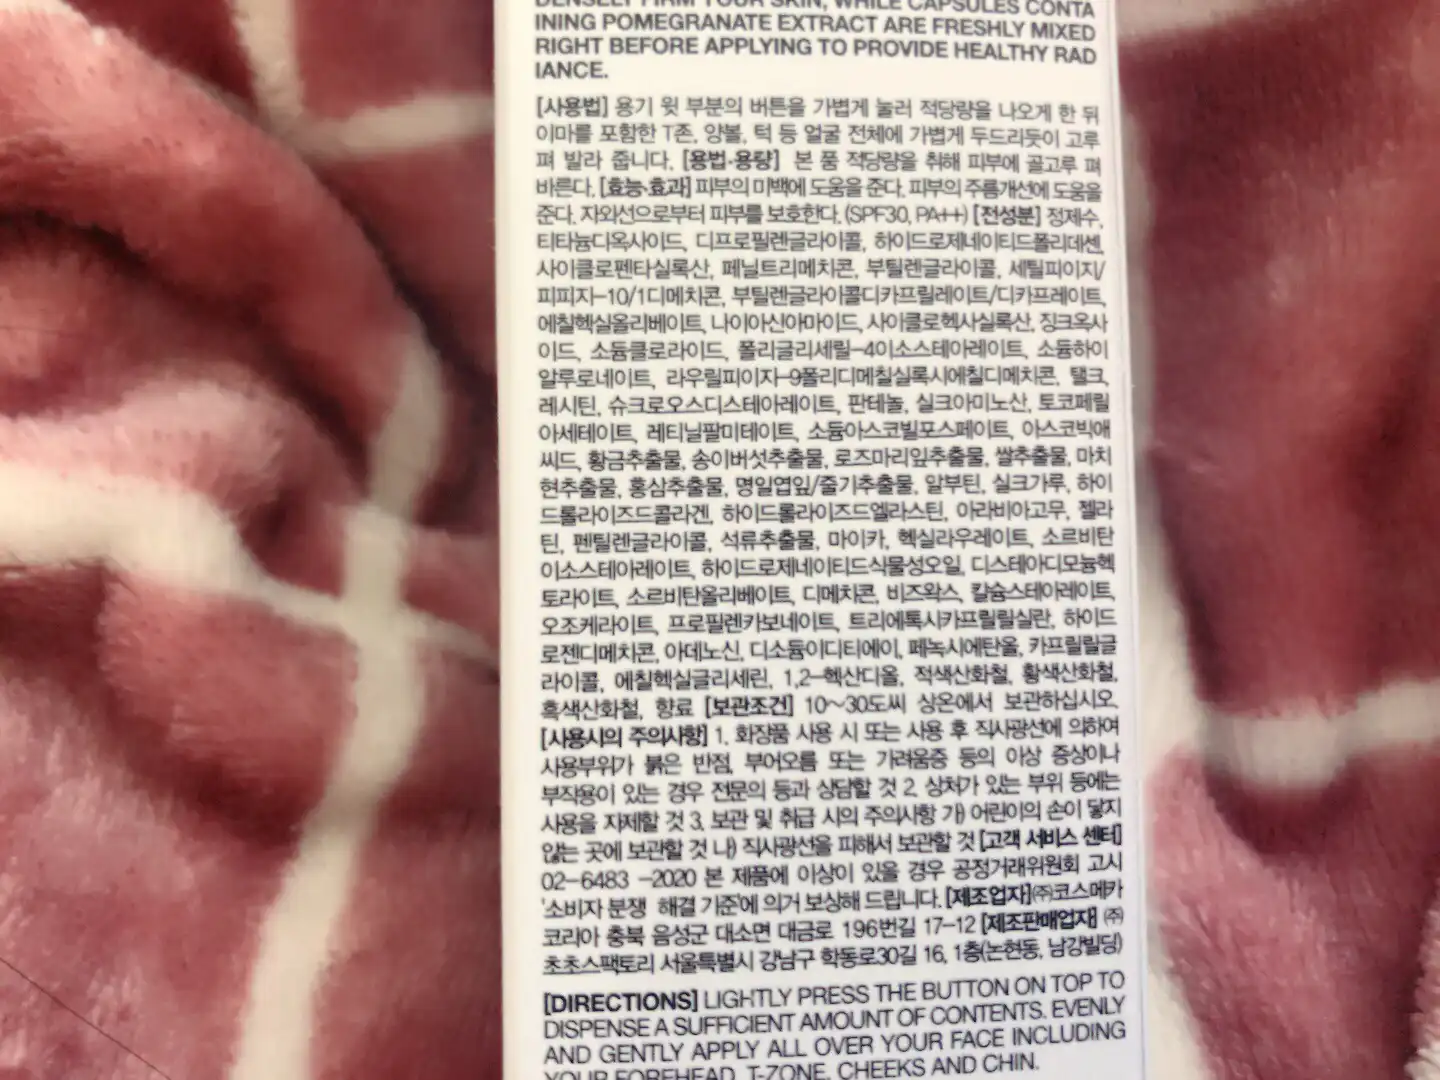 DENSELY FIRM YOUR SKIN, WHILE CAPSULES CONTA
INING POMEGRANATE EXTRACT ARE FRESHLY MIXED
RIGHT BEFORE APPLYING TO PROVIDE HEALTHY RAD
IANCE.
[사용법] 용기 윗 부분의 버튼을 가볍게 눌러 적당량을 나오게 한 뒤
이마를 포함한 T존, 양볼, 턱 등 얼굴 전체에 가볍게 두드리듯이 고루
펴 발라 줍니다. [용법·용량] 본 품 적당량을 취해 피부에 골고루 펴
바른다. [효능·효과] 피부의 미백에 도움을 준다. 피부의 주름개선에 도움을
준다. 자외선으로부터 피부를 보호한다. (SPF30, PA++) [전성분] 정제수,
티타늄디옥사이드, 디프로필렌글라이콜, 하이드로제네이티드폴리데센,
사이클로펜타실록산, 페닐트리메치콘, 부틸렌글라이콜, 세틸피이지/
피피지-10/1디메치콘, 부틸렌글라이콜디카프릴레이트/디카프레이트,
에칠헥실올리베이트, 나이아신아마이드, 사이클로헥사실록산, 징크옥사
이드, 소듐클로라이드, 폴리글리세릴-4이소스테아레이트, 소듐하이
알루로네이트, 라우릴피이지-9폴리디메칠실록시에칠디메치콘, 탤크,
레시틴, 슈크로오스디스테아레이트, 판테놀, 실크아미노산, 토코페릴
아세테이트, 레티닐팔미테이트, 소듐아스코빌포스페이트, 아스코빅애
씨드, 황금추출물, 송이버섯추출물, 로즈마리잎추출물, 쌀추출물, 마치
현추출물, 홍삼추출물, 명일엽잎/줄기추출물, 알부틴, 실크가루, 하이
드롤라이즈드콜라겐, 하이드롤라이즈드엘라스틴, 아라비아고무, 젤라
틴, 펜틸렌글라이콜, 석류추출물, 마이카, 헥실라우레이트, 소르비탄
이소스테아레이트, 하이드로제네이티드식물성오일, 디스테아디모늄헥
토라이트, 소르비탄올리베이트, 디메치콘, 비즈왁스, 칼슘스테아레이트,
오조케라이트, 프로필렌카보네이트, 트리에톡시카프릴릴실란, 하이드
로젠디메치콘, 아데노신, 디소듐이디티에이, 페녹시에탄올, 카프릴릴글
라이콜, 에칠헥실글리세린, 1,2-헥산디올, 적색산화철, 황색산화철,
흑색산화철, 향료 [보관조건] 10~30도씨 상온에서 보관하십시오.
[사용시의 주의사항] 1. 화장품 사용 시 또는 사용 후 직사광선에 의하여
사용부위가 붉은 반점, 부어오름 또는 가려움증 등의 이상 증상이나
부작용이 있는 경우 전문의 등과 상담할 것 2. 상처가 있는 부위 등에는
사용을 자제할 것 3. 보관 및 취급 시의 주의사항 가) 어린이의 손이 닿지
않는 곳에 보관할 것 나) 직사광선을 피해서 보관할 것 [고객 서비스 센터]
02-6483 -2020 본 제품에 이상이 있을 경우 공정거래위원회 고시
'소비자 분쟁 해결 기준'에 의거 보상해 드립니다. [제조업자]㈜코스메카
코리아 충북 음성군 대소면 대금로 196번길 17-12 [제조판매업자] ㈜
초초스팩토리 서울특별시 강남구 학동로30길 16, 1층(논현동, 남강빌딩)
[DIRECTIONS] LIGHTLY PRESS THE BUTTON ON TOP TO
DISPENSE A SUFFICIENT AMOUNT OF CONTENTS. EVENLY
AND GENTLY APPLY ALL OVER YOUR FACE INCLUDING
YOUR FOREHEAD, T-ZONE, CHEEKS AND CHIN.